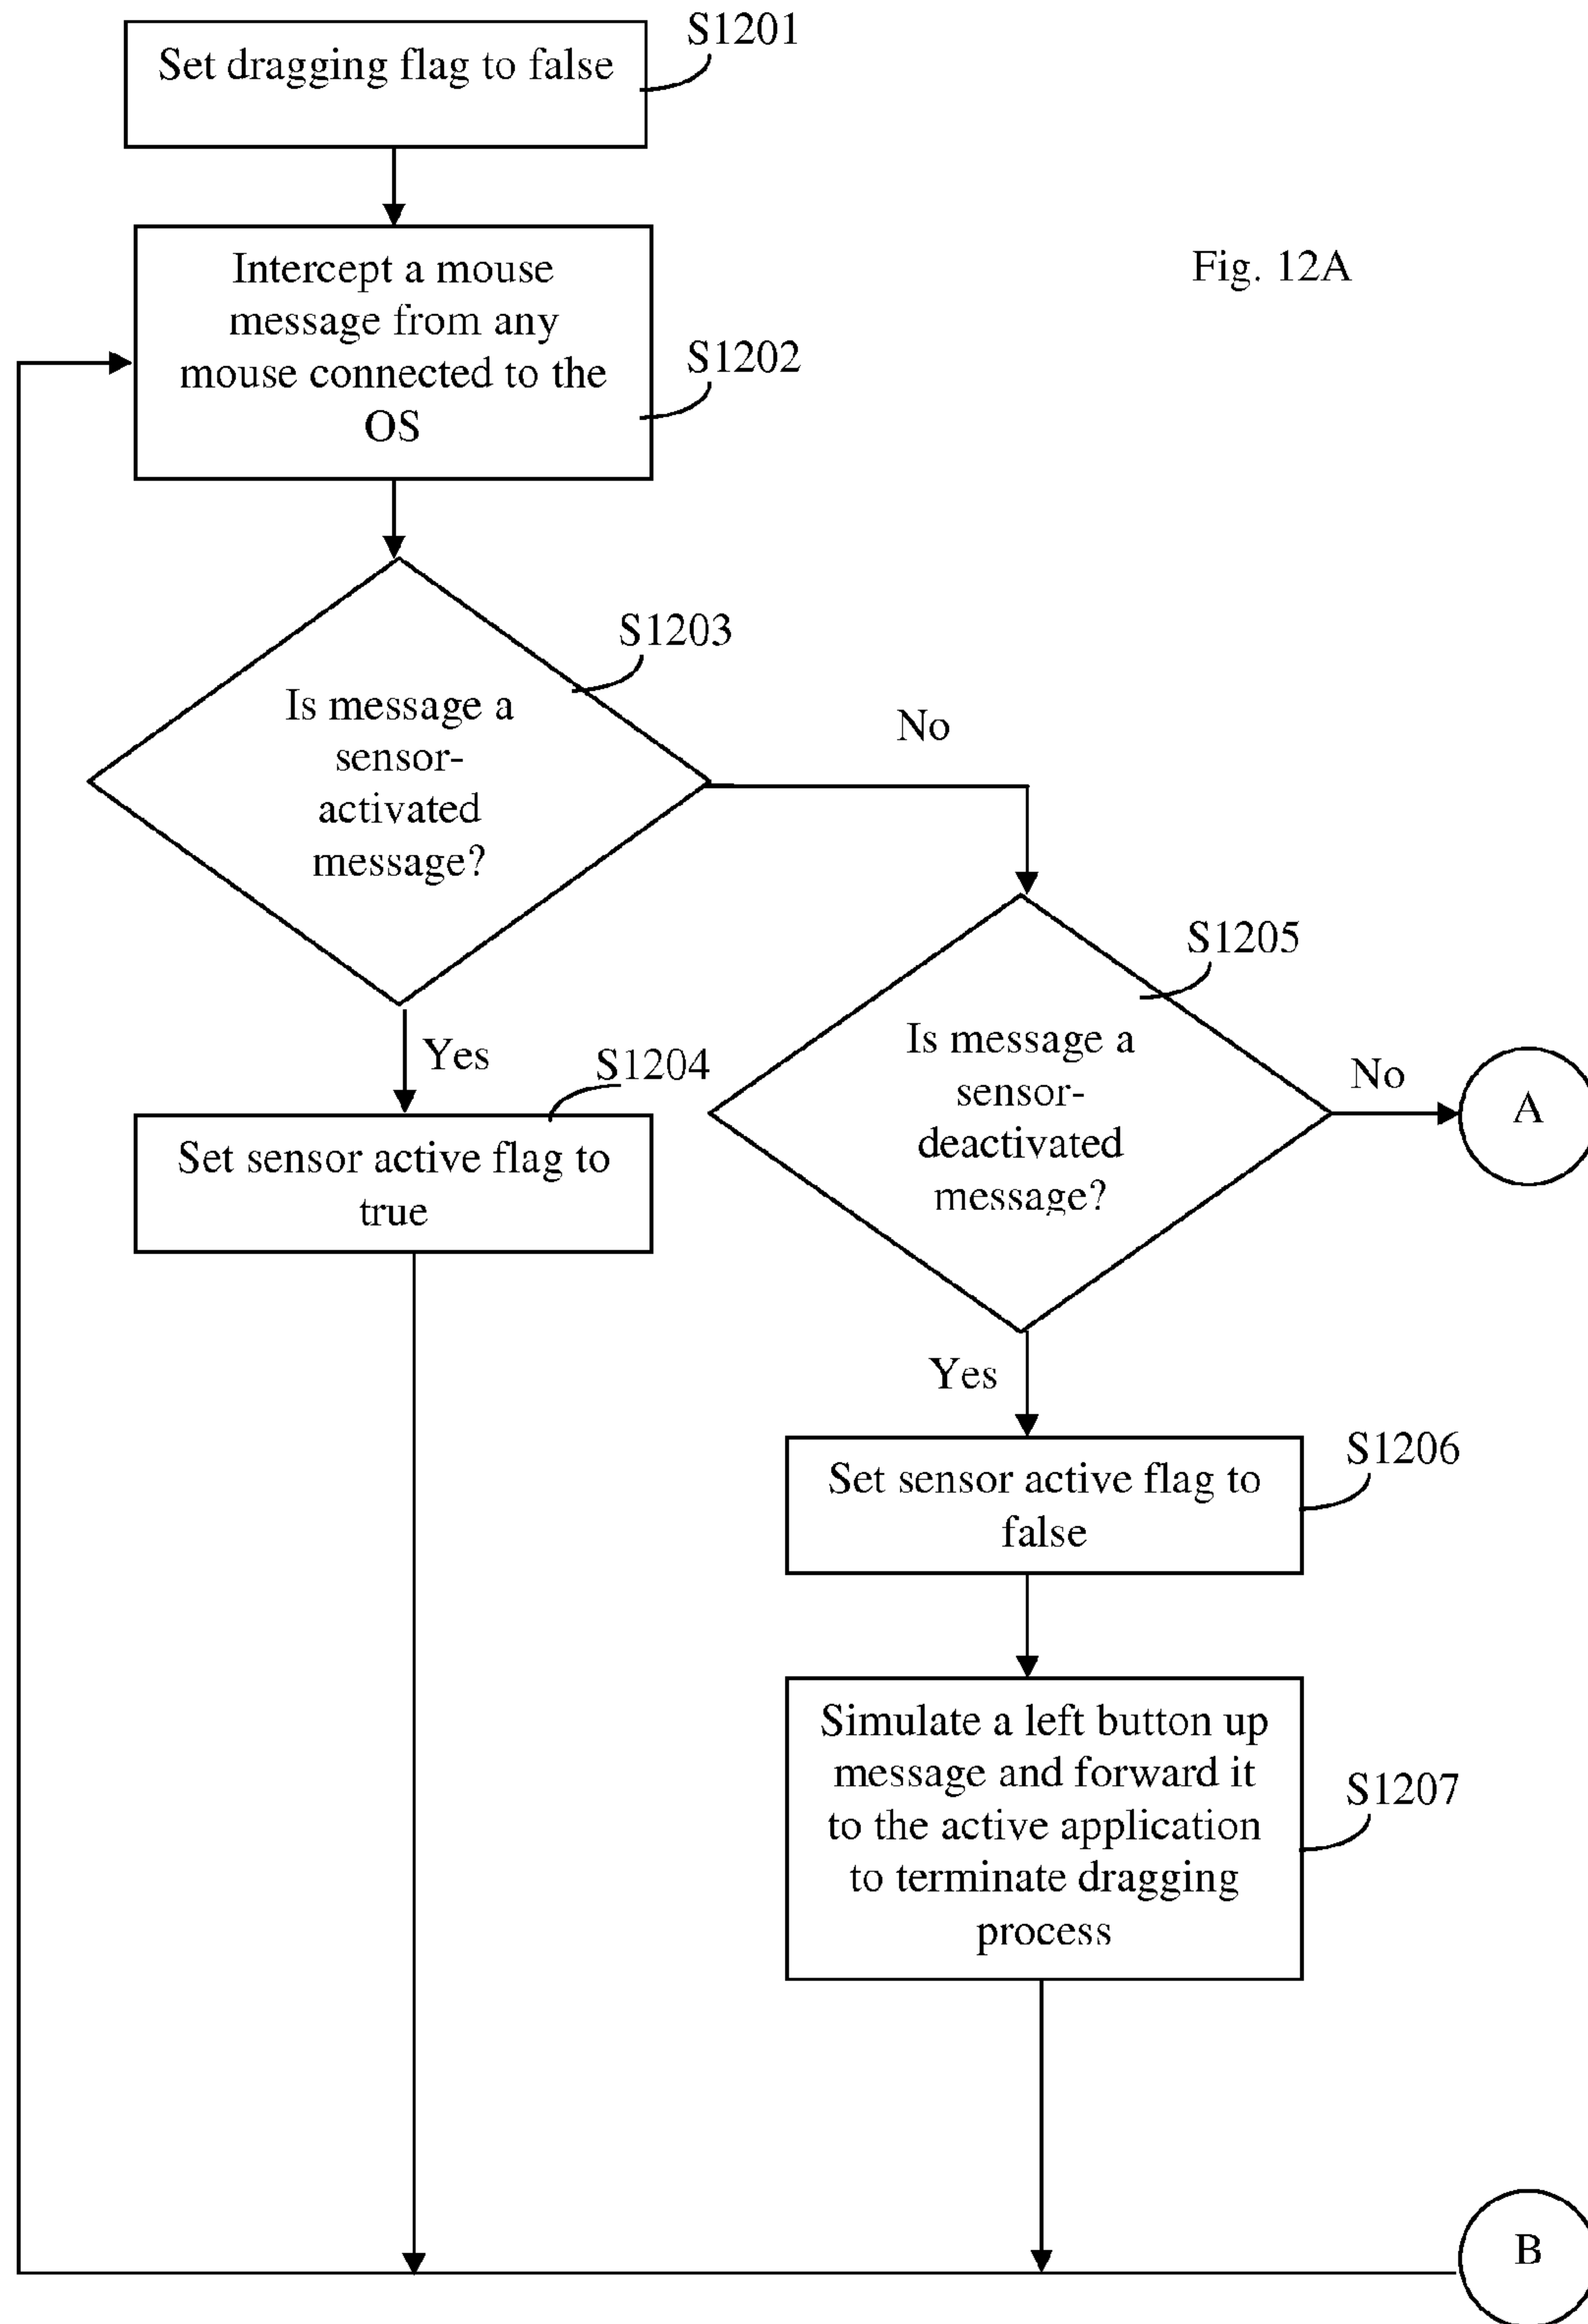 S1201
Set dragging flag to false
Intercept a mouse
message from any
mouse connected to the
OS
Fig. 12A
S1202
S1203
Is message a
sensor-
activated
message?
No
S1205
Yes
S1204
Is message a
sensor-
deactivated
message?
No
A
Set sensor active flag to
true
Yes
S1206
Set sensor active flag to
false
Simulate a left button up
message and forward it
to the active application
to terminate dragging
process
S1207
B